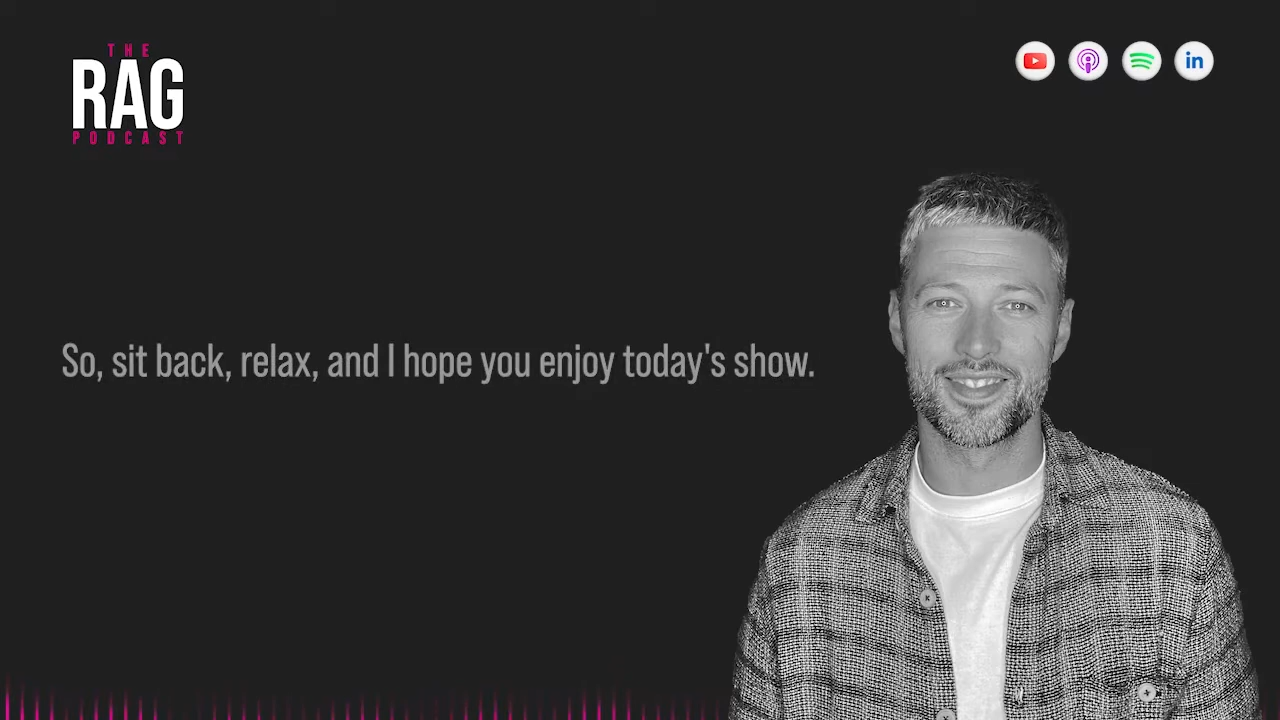 THE
RAG
PODCAST
in
So, sit back, relax, and I hope you enjoy today's show.